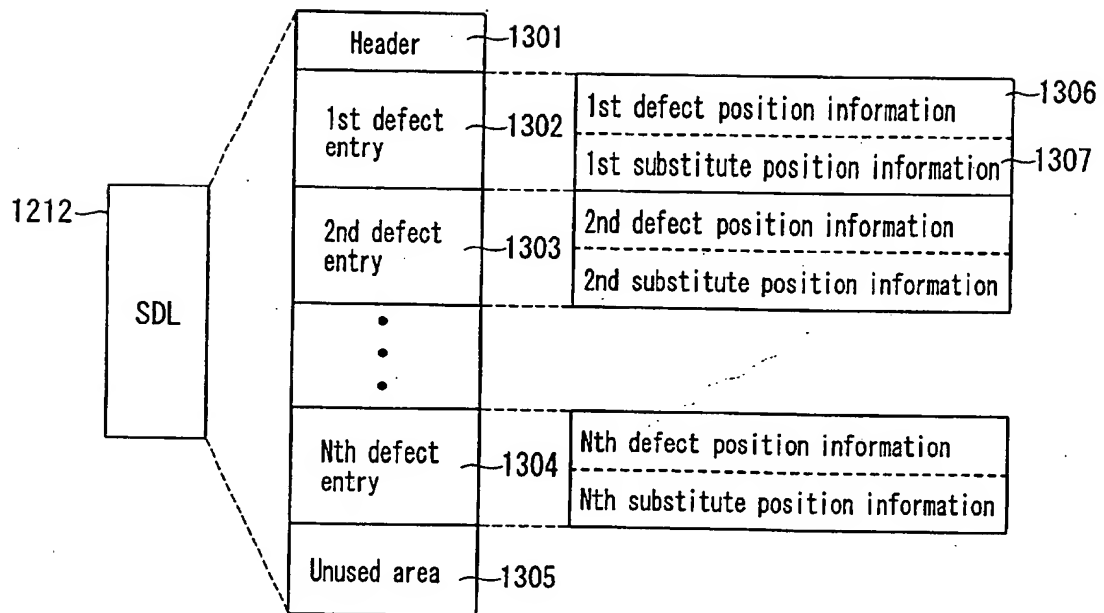 Header
1301
1st defect
entry
1302
1st defect position information
1306
1st substitute position information
1307
1212
SDL
2nd defect
entry
1303
2nd defect position information
2nd substitute position information
Nth defect
entry
1304
Nth defect position information
Nth substitute position information
Unused area
1305